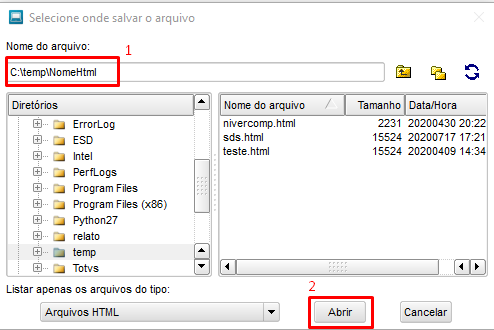 Selecione onde salvar o arquivo
Nome do arquivo:
1
C:\temp\NomeHtml
Diretórios
ErrorLog
ESD
Intel
PerfLogs
Program Files
Program Files (x86)
Python27
relato
temp
Totvs
Nome do arquivo Tamanho Data/Hora
nivercomp.html 2231 20200430 20:22
sds.html 15524 20200717 17:21
teste.html 15524 20200409 14:34
Listar apenas os arquivos do tipo:
2
Arquivos HTML
Abrir
Cancelar